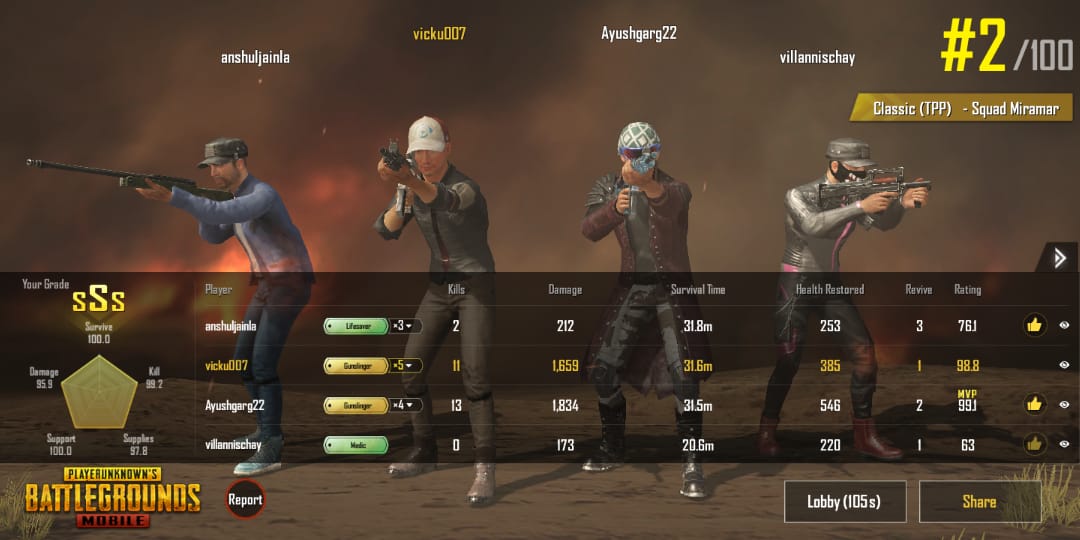 vicku007
Ayushgarg22
anshuljainla
villannischay
#2/100
Classic (TPP) - Squad Miramar
Your Grade
sSs
Survive
100.0
Damage
95.9
Kill
99.2
Support
100.0
Supplies
97.8
Player Kills Damage Survival Time Health Restored Revive Rating
anshuljainla Lifesaver ×3 2 212 31.8m 253 3 76.1
vicku007 Gunslinger ×5 11 1,659 31.6m 385 1 98.8
MVP
Ayushgarg22 Gunslinger ×4 13 1,834 31.5m 546 2 99.1
villannischay Medic 0 173 20.6m 220 1 63
PLAYERUNKNOWN'S
BATTLEGROUNDS
MOBILE
Report
Lobby (105s)
Share